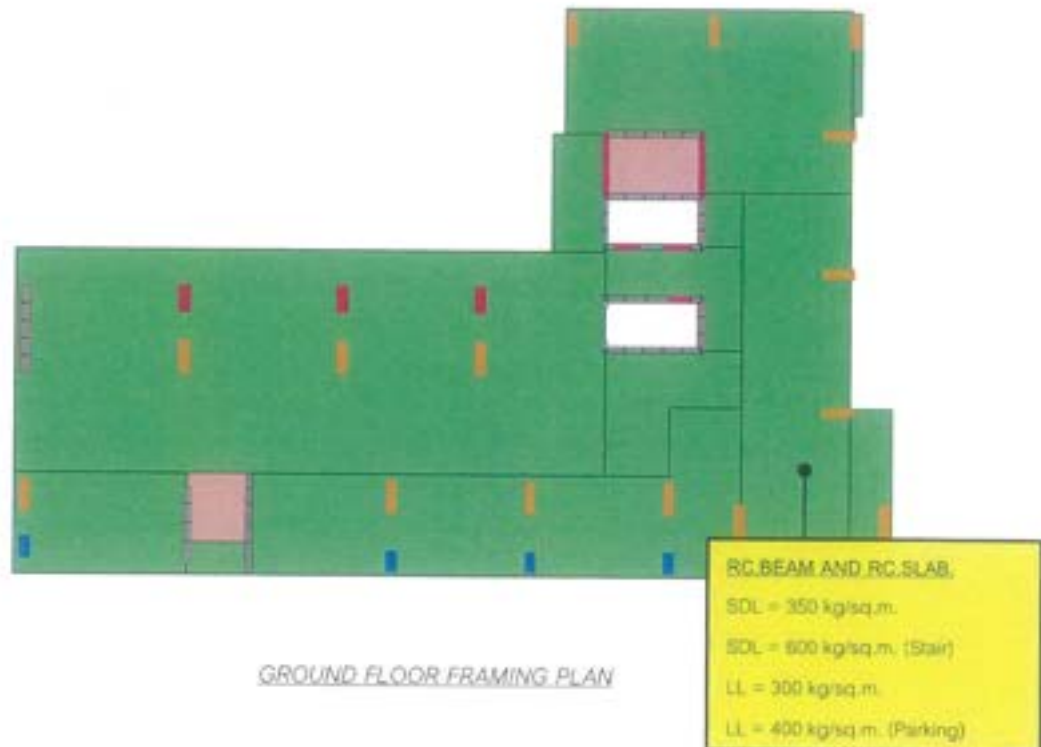 RC.BEAM AND RC.SLAB.
SDL = 350 kg/sq.m.
SDL = 600 kg/sq.m. (Stair)
LL = 300 kg/sq.m.
LL = 400 kg/sq.m. (Parking)
GROUND FLOOR FRAMING PLAN